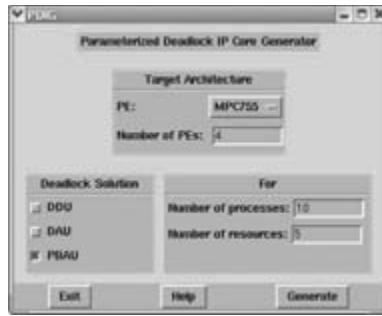 PDIG
Parameterized Deadlock IP Core Generator
Target Architecture
PE: MPC755
Number of PEs: 4
Deadlock Solution
DDU
DAU
PBAU
For
Number of processes: 10
Number of resources: 5
Exit
Help
Generate